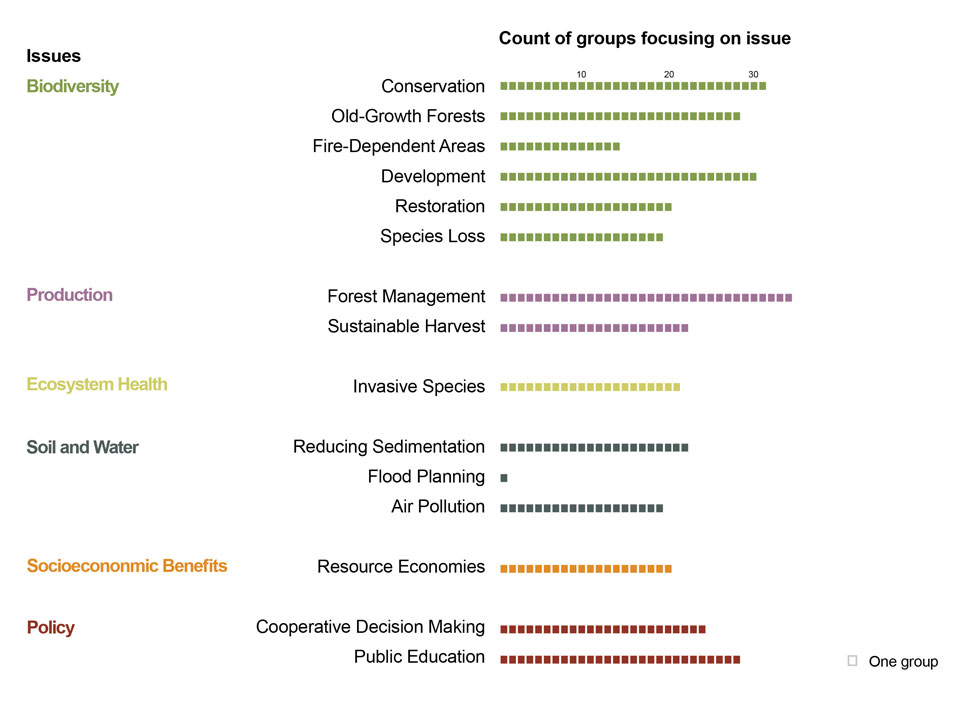 Count of groups focusing on issue
Issues
10 20 30
Biodiversity Conservation
Old-Growth Forests
Fire-Dependent Areas
Development
Restoration
Species Loss
Production Forest Management
Sustainable Harvest
Ecosystem Health Invasive Species
Soil and Water Reducing Sedimentation
Flood Planning
Air Pollution
Socioecononmic Benefits Resource Economies
Policy Cooperative Decision Making
Public Education
One group